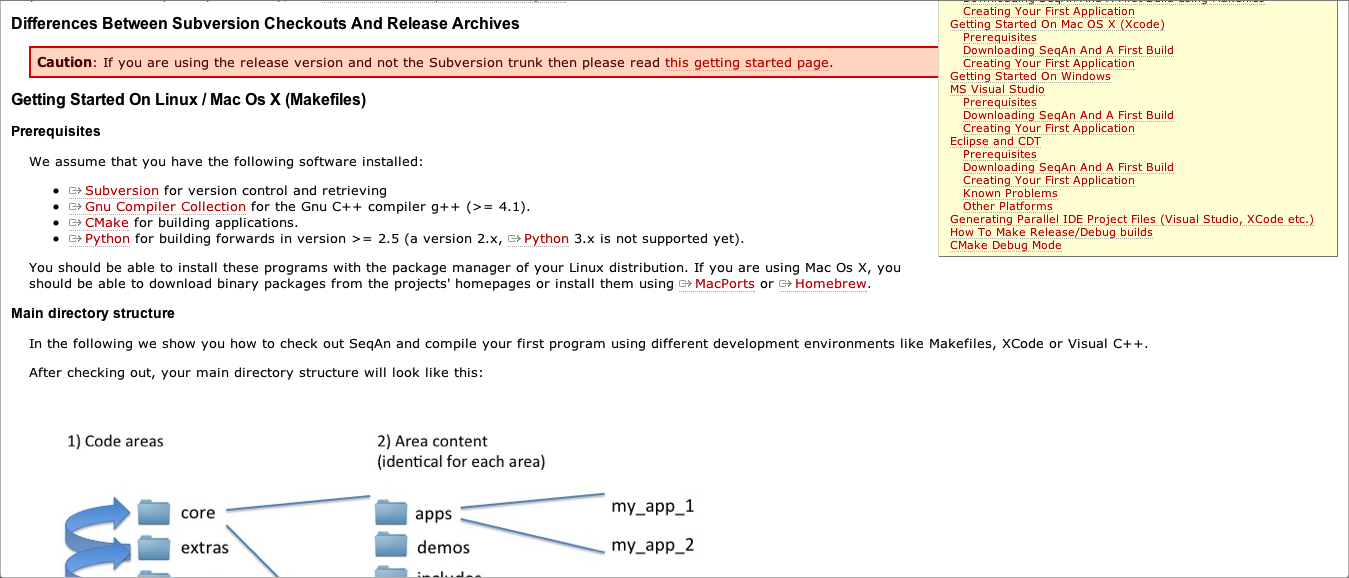 Differences Between Subversion Checkouts And Release Archives
Caution: If you are using the release version and not the Subversion trunk then please read this getting started page.
Getting Started On Linux / Mac Os X (Makefiles)
Prerequisites
We assume that you have the following software installed:
Subversion for version control and retrieving
Gnu Compiler Collection for the Gnu C++ compiler g++ (>= 4.1).
CMake for building applications.
Python for building forwards in version >= 2.5 (a version 2.x, Python 3.x is not supported yet).
You should be able to install these programs with the package manager of your Linux distribution. If you are using Mac Os X, you
should be able to download binary packages from the projects' homepages or install them using MacPorts or Homebrew.
Main directory structure
In the following we show you how to check out SeqAn and compile your first program using different development environments like Makefiles, XCode or Visual C++.
After checking out, your main directory structure will look like this:
1) Code areas
2) Area content
(identical for each area)
core
apps
my_app_1
extras
demos
my_app_2
includes
Creating Your First Application
Getting Started On Mac OS X (Xcode)
Prerequisites
Downloading SeqAn And A First Build
Creating Your First Application
Getting Started On Windows
MS Visual Studio
Prerequisites
Downloading SeqAn And A First Build
Creating Your First Application
Eclipse and CDT
Prerequisites
Downloading SeqAn And A First Build
Creating Your First Application
Known Problems
Other Platforms
Generating Parallel IDE Project Files (Visual Studio, XCode etc.)
How To Make Release/Debug builds
CMake Debug Mode